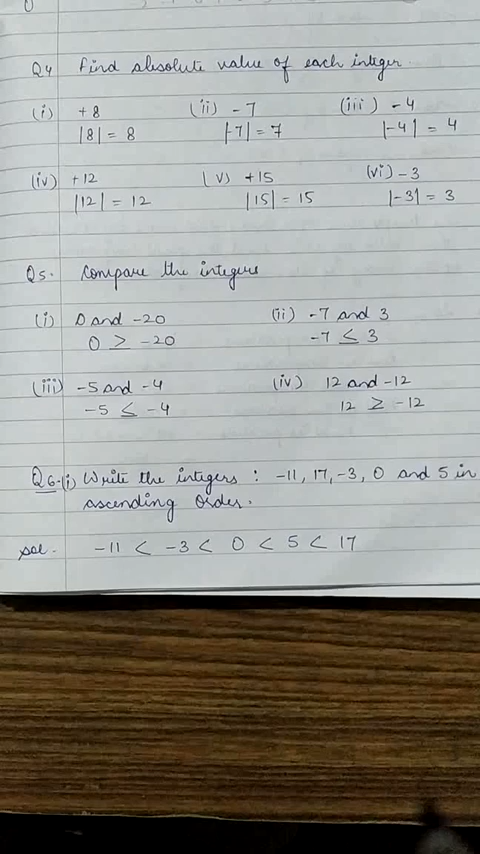 Q4 Find absolute value of each integer.
(i) +8 (ii) -7 (iii) -4
|8| = 8 |-7| = 7 |-4| = 4
(iv) +12 (v) +15 (vi) -3
|12| = 12 |15| = 15 |-3| = 3
Q5. Compare the integers
(i) 0 and -20 (ii) -7 and 3
0 ≥ -20 -7 ≤ 3
(iii) -5 and -4 (iv) 12 and -12
-5 ≤ -4 12 ≥ -12
Q6.(i) Write the integers : -11, 17, -3, 0 and 5 in
ascending order.
sol. -11 < -3 < 0 < 5 < 17